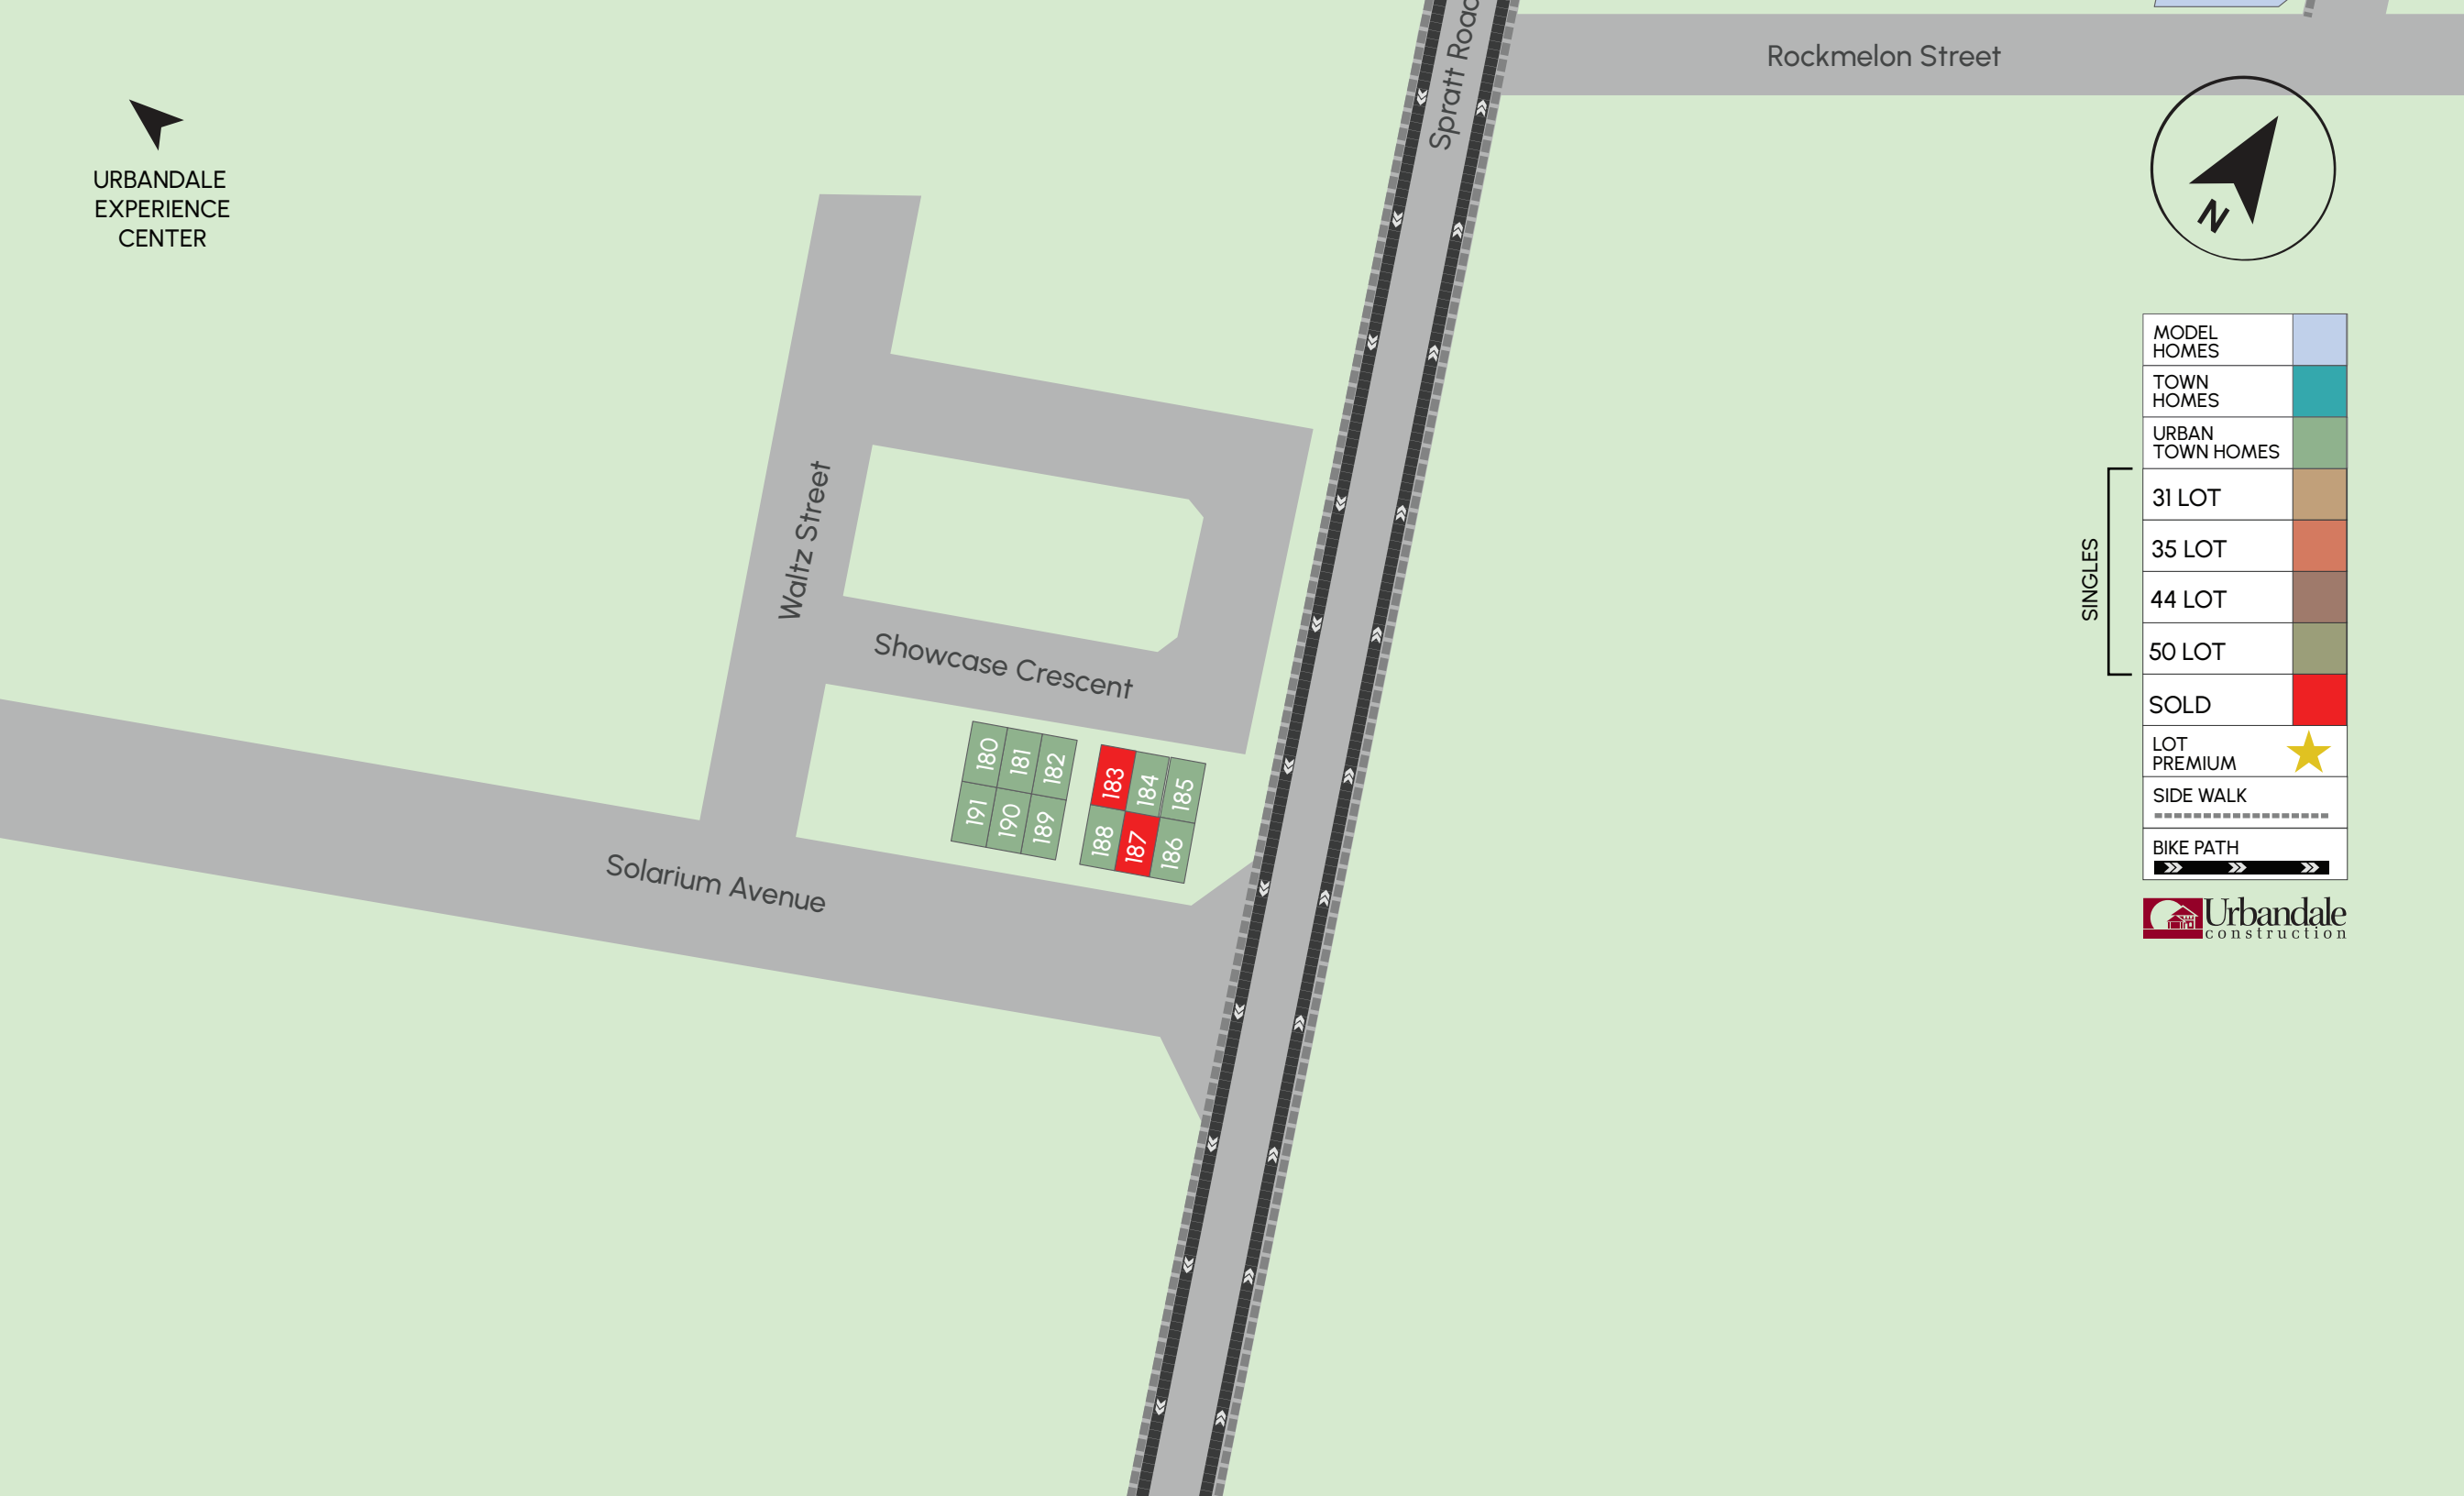 Spratt Road
Rockmelon Street
URBANDALE
EXPERIENCE
CENTER
N
Waltz Street
Showcase Crescent
Solarium Avenue
180
181
182
191
190
189
183
184
185
188
187
186
MODEL
HOMES
TOWN
HOMES
URBAN
TOWN HOMES
SINGLES
31 LOT
35 LOT
44 LOT
50 LOT
SOLD
LOT
PREMIUM
SIDE WALK
BIKE PATH
Urbandale
construction